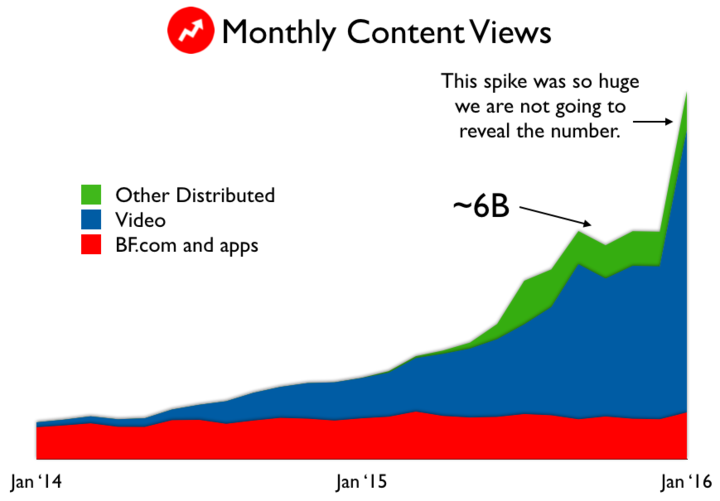 Monthly Content Views
This spike was so huge
we are not going to
reveal the number.
Other Distributed
Video
BF.com and apps
~6B
Jan ‘14
Jan ‘15
Jan ‘16